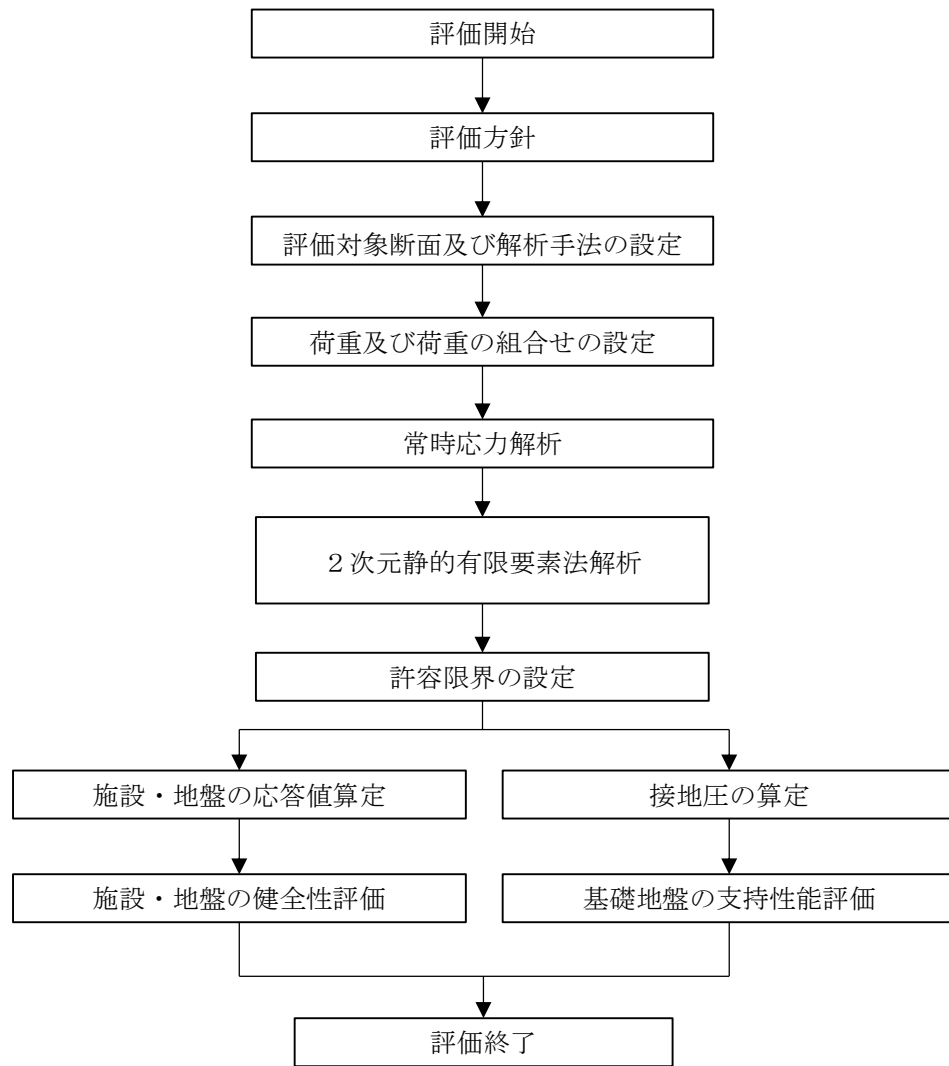 評価開始
評価方針
評価対象断面及び解析手法の設定
荷重及び荷重の組合せの設定
常時応力解析
２次元静的有限要素法解析
許容限界の設定
施設・地盤の応答値算定
接地圧の算定
施設・地盤の健全性評価
基礎地盤の支持性能評価
評価終了